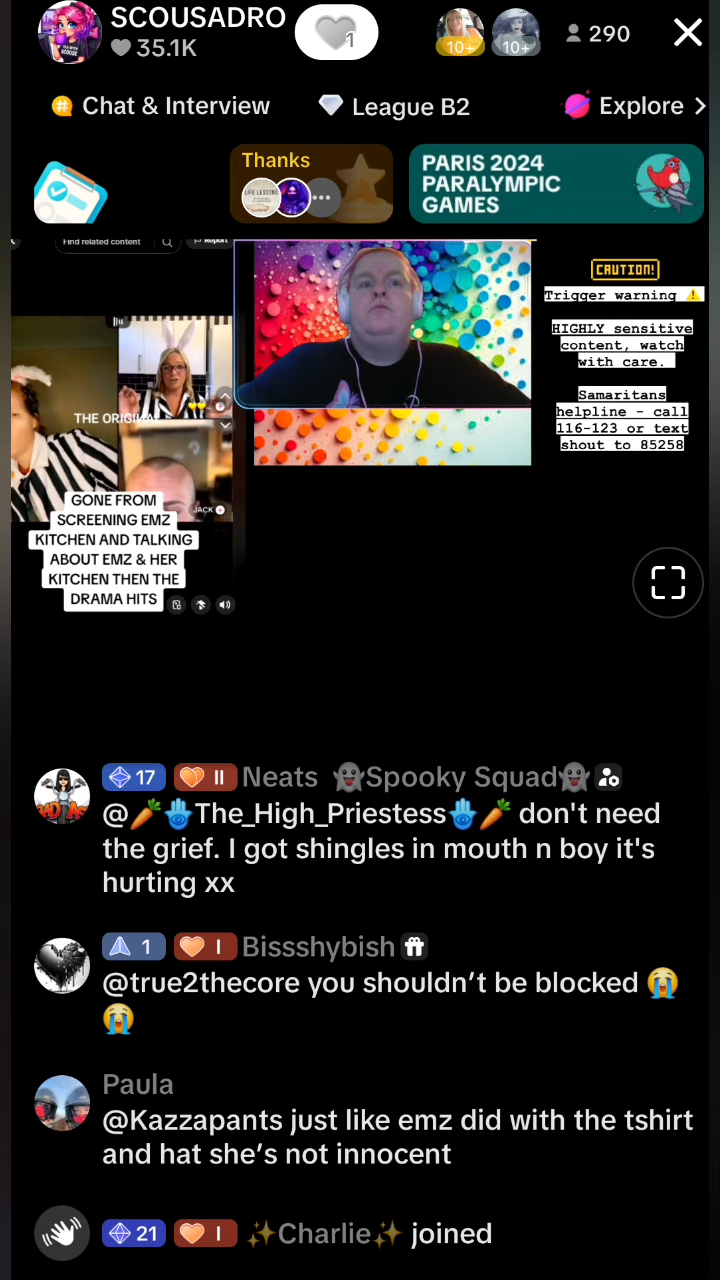 SCOUSADRO
35.1K
1
10+
10+
290
Chat & Interview
League B2
Explore
Thanks
LIFE LESSONS
PARIS 2024
PARALYMPIC
GAMES
Find related content
Report
THE ORIGINAL
JACK
GONE FROM
SCREENING EMZ
KITCHEN AND TALKING
ABOUT EMZ & HER
KITCHEN THEN THE
DRAMA HITS
CAUTION!
Trigger warning ⚠️
HIGHLY sensitive
content, watch
with care.
Samaritans
helpline - call
116-123 or text
shout to 85258
17 II Neats 👻Spooky Squad👻
@🥕🪬The_High_Priestess🪬🥕 don't need
the grief. I got shingles in mouth n boy it's
hurting xx
1 I Bissshybish
@true2thecore you shouldn't be blocked 😭
😭
Paula
@Kazzapants just like emz did with the tshirt
and hat she's not innocent
21 I ✨Charlie✨ joined